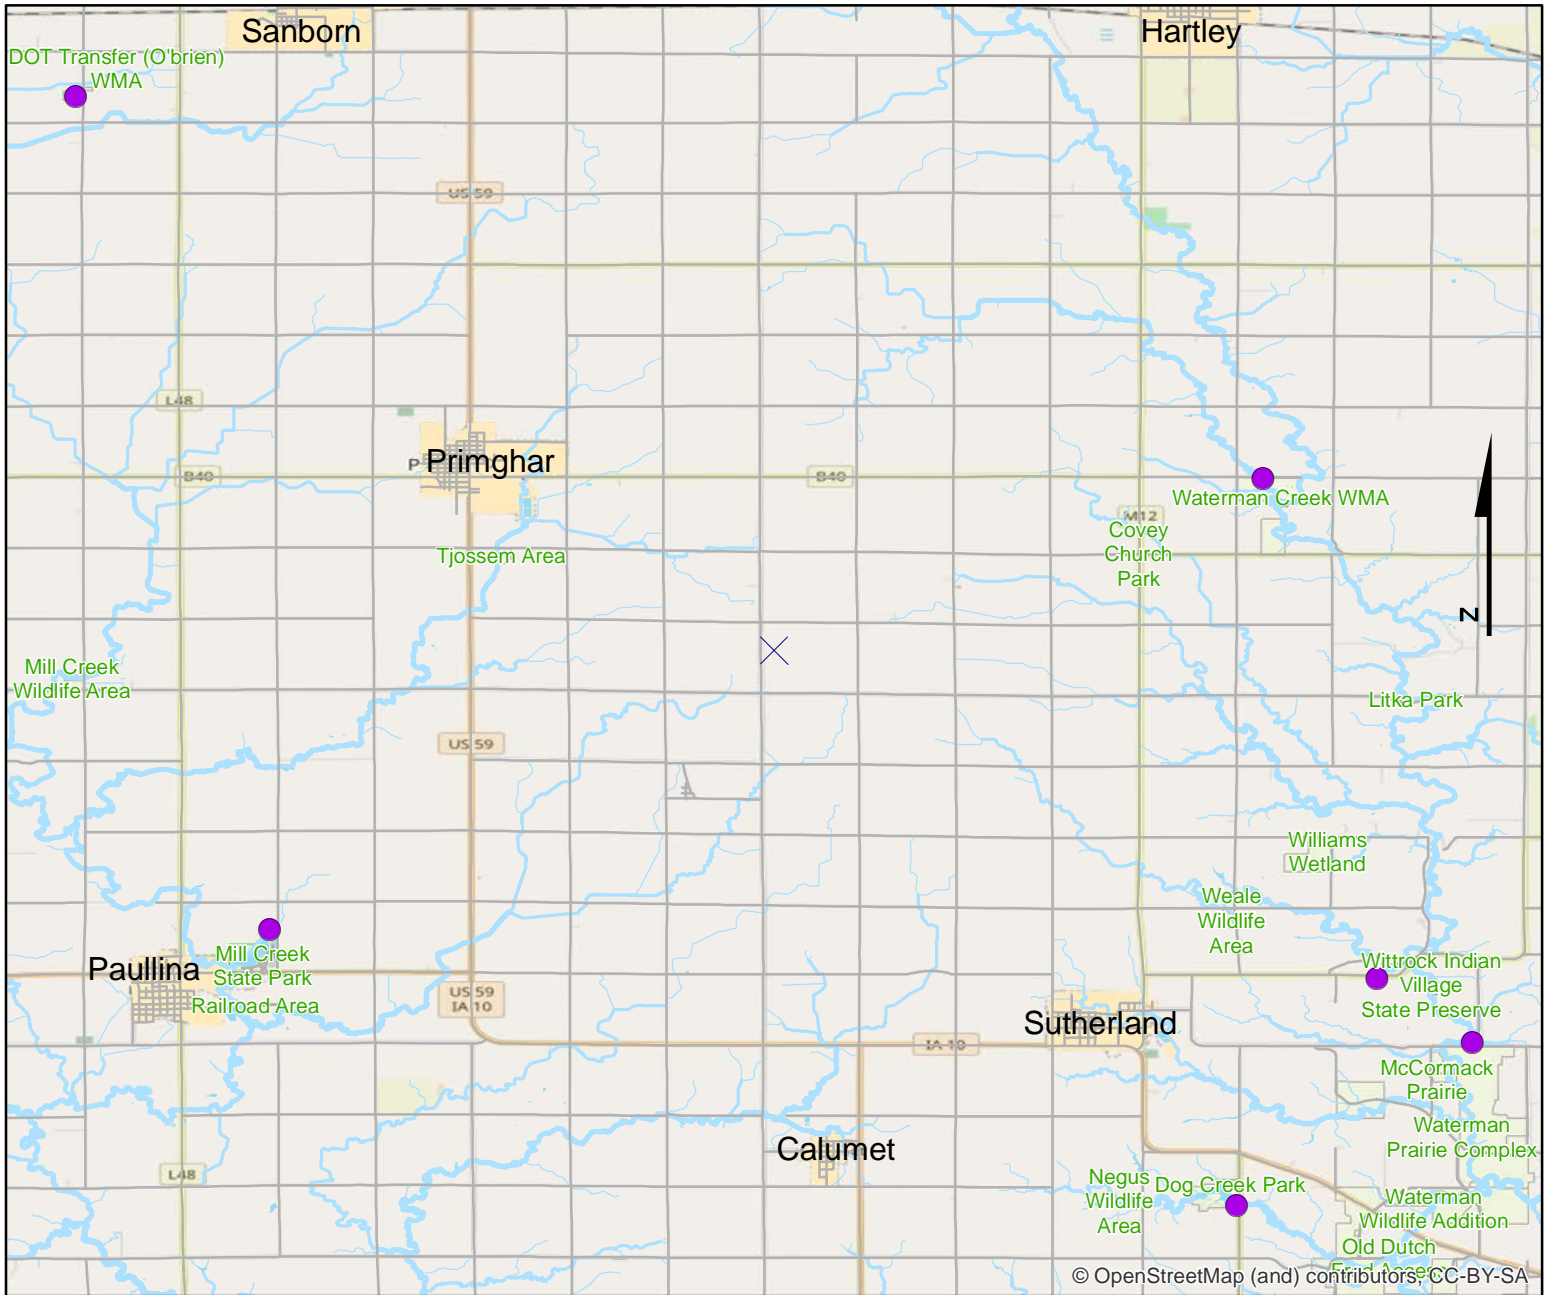 Sanborn
Hartley
DOT Transfer (O'brien)
WMA
US 59
L48
Primghar
B40
B40
Waterman Creek WMA
M12
Covey
Church
Park
Tjossem Area
N
Mill Creek
Wildlife Area
Litka Park
US 59
Williams
Wetland
Weale
Wildlife
Area
Mill Creek
State Park
Paullina
Railroad Area
US 59
IA 10
Wittrock Indian
Village
State Preserve
Sutherland
IA 10
McCormack
Prairie
Waterman
Prairie Complex
Calumet
L48
Negus
Wildlife
Area
Dog Creek Park
Waterman
Wildlife Addition
Old Dutch
© OpenStreetMap (and) contributors, CC-BY-SA